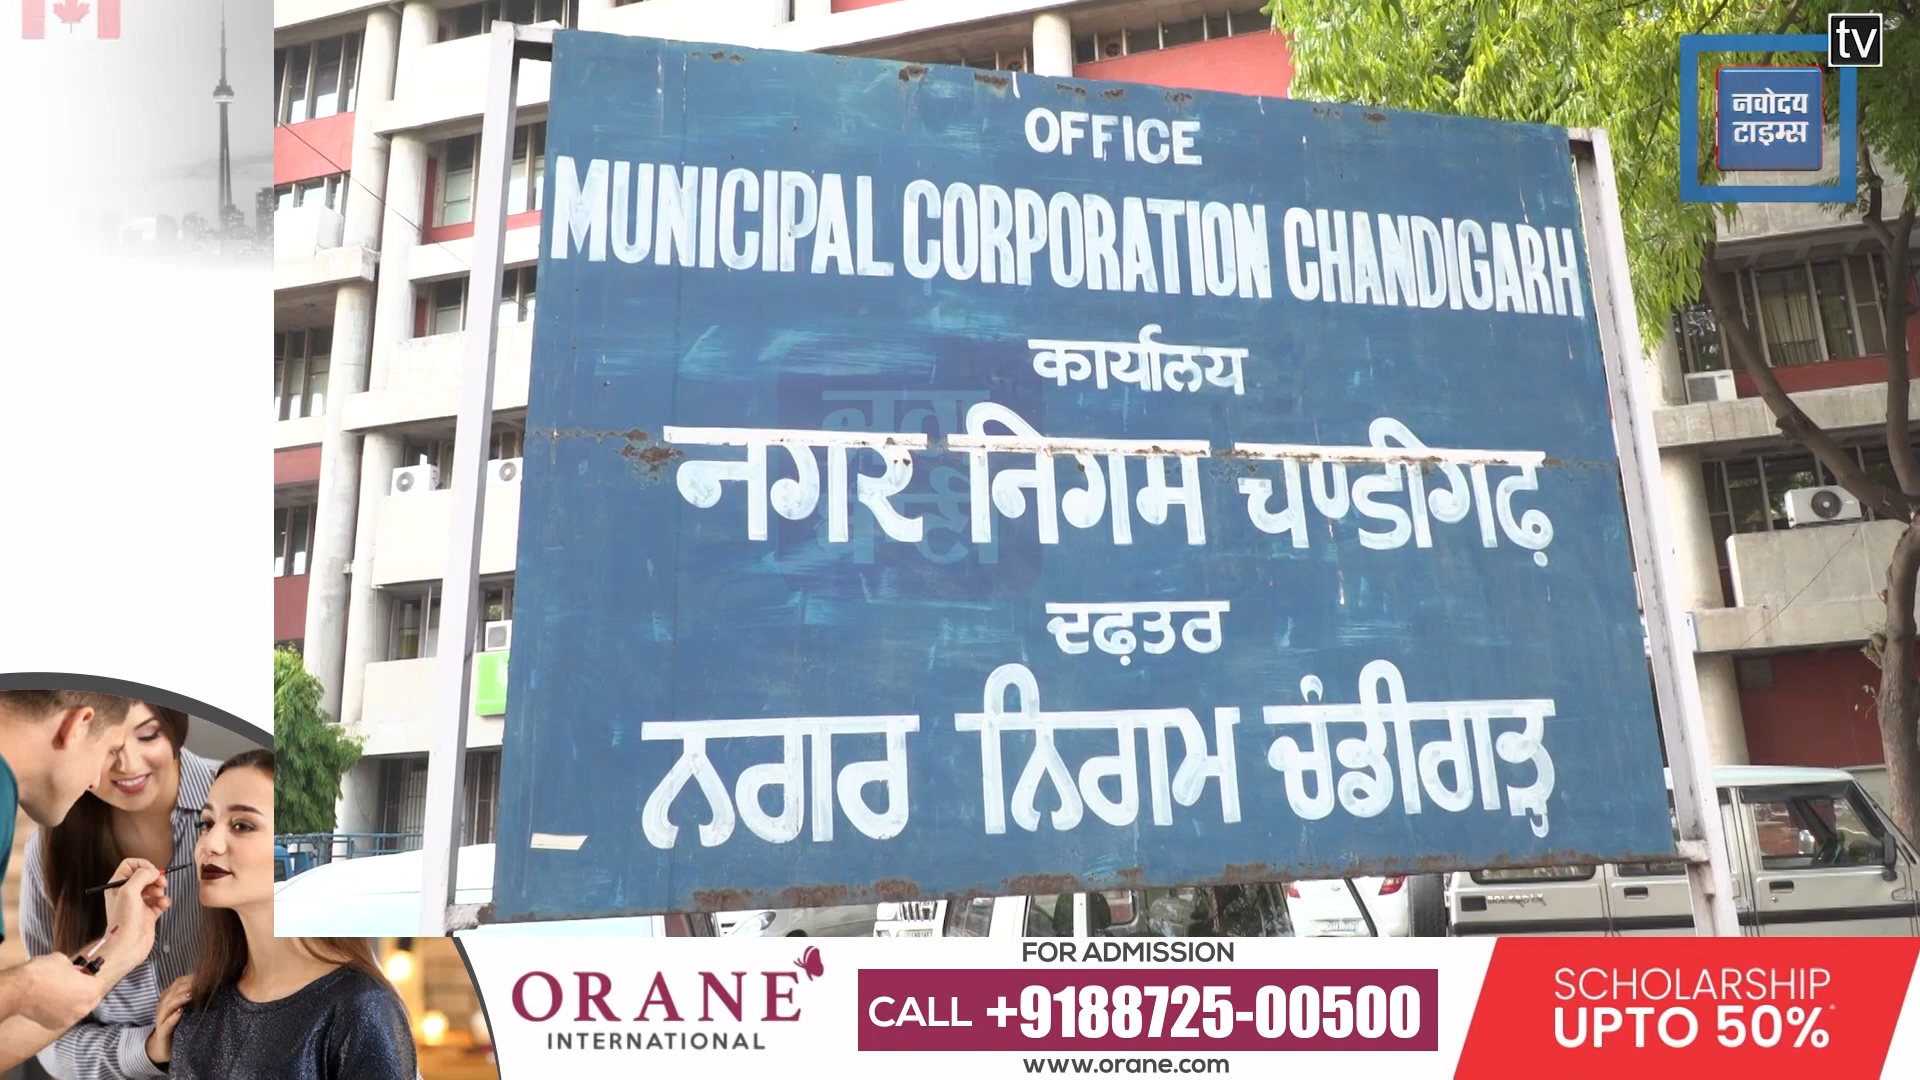 tv
नवोदय
टाइम्स
OFFICE
MUNICIPAL CORPORATION CHANDIGARH
कार्यालय
नगर निगम चण्डीगढ़
ਦਫ਼ਤਰ
ਨਗਰ ਨਿਗਮ ਚੰਡੀਗੜ੍ਹ
ORANE
INTERNATIONAL
FOR ADMISSION
CALL +9188725-00500
www.orane.com
SCHOLARSHIP
UPTO 50%*